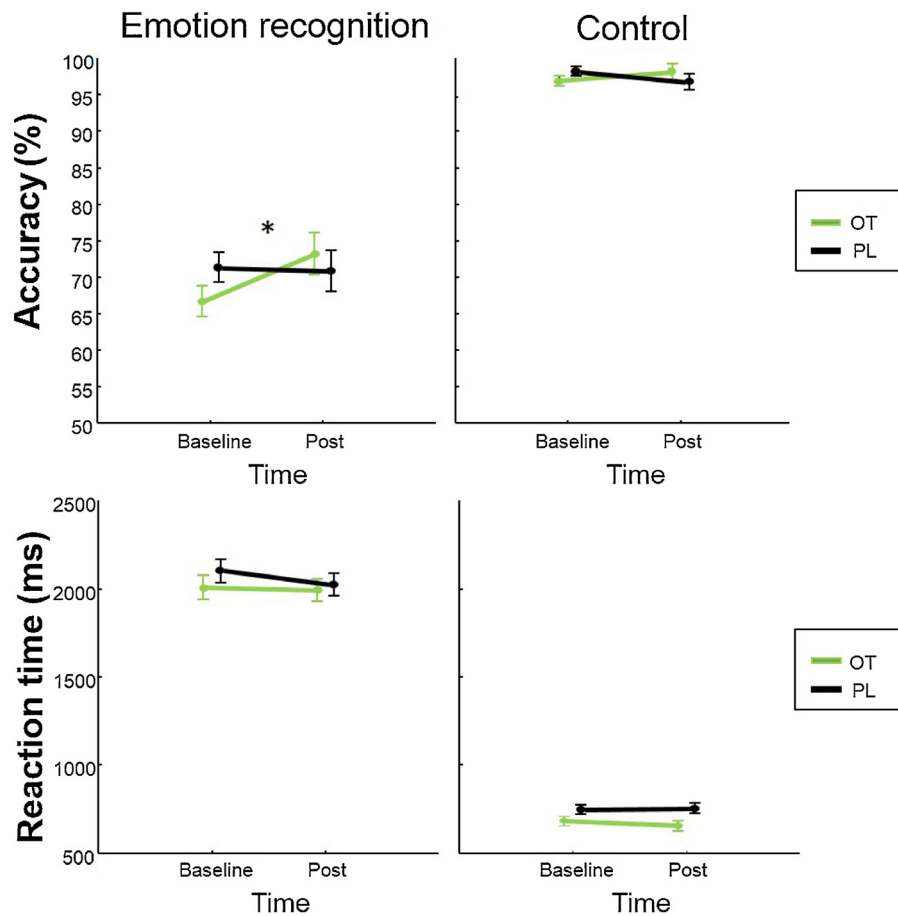 Emotion recognition
Control
Accuracy (%)
100
95
90
85
80
75
70
65
60
55
50
*
Baseline
Post
Time
Baseline
Post
Time
OT
PL
Reaction time (ms)
2500
2000
1500
1000
500
Baseline
Post
Time
Baseline
Post
Time
OT
PL